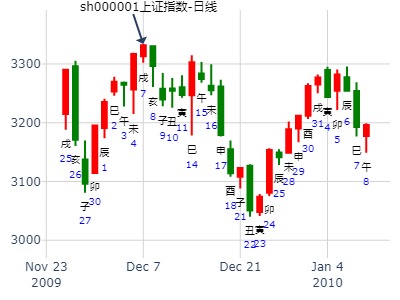 sh000001上证指数-日线
3300
3200
3100
3000
戌
25
亥
26
子
27
卯
30
辰
1
巳
2
午
3
未
4
戌
7
亥
8
子
9
丑
10
寅
11
巳
14
午
15
未
16
申
17
酉
18
子
21
丑
22
寅
23
卯
24
辰
25
未
28
申
29
酉
30
戌
31
寅
4
卯
5
辰
6
巳
7
午
8
Nov 23
2009
Dec 7
Dec 21
Jan 4
2010